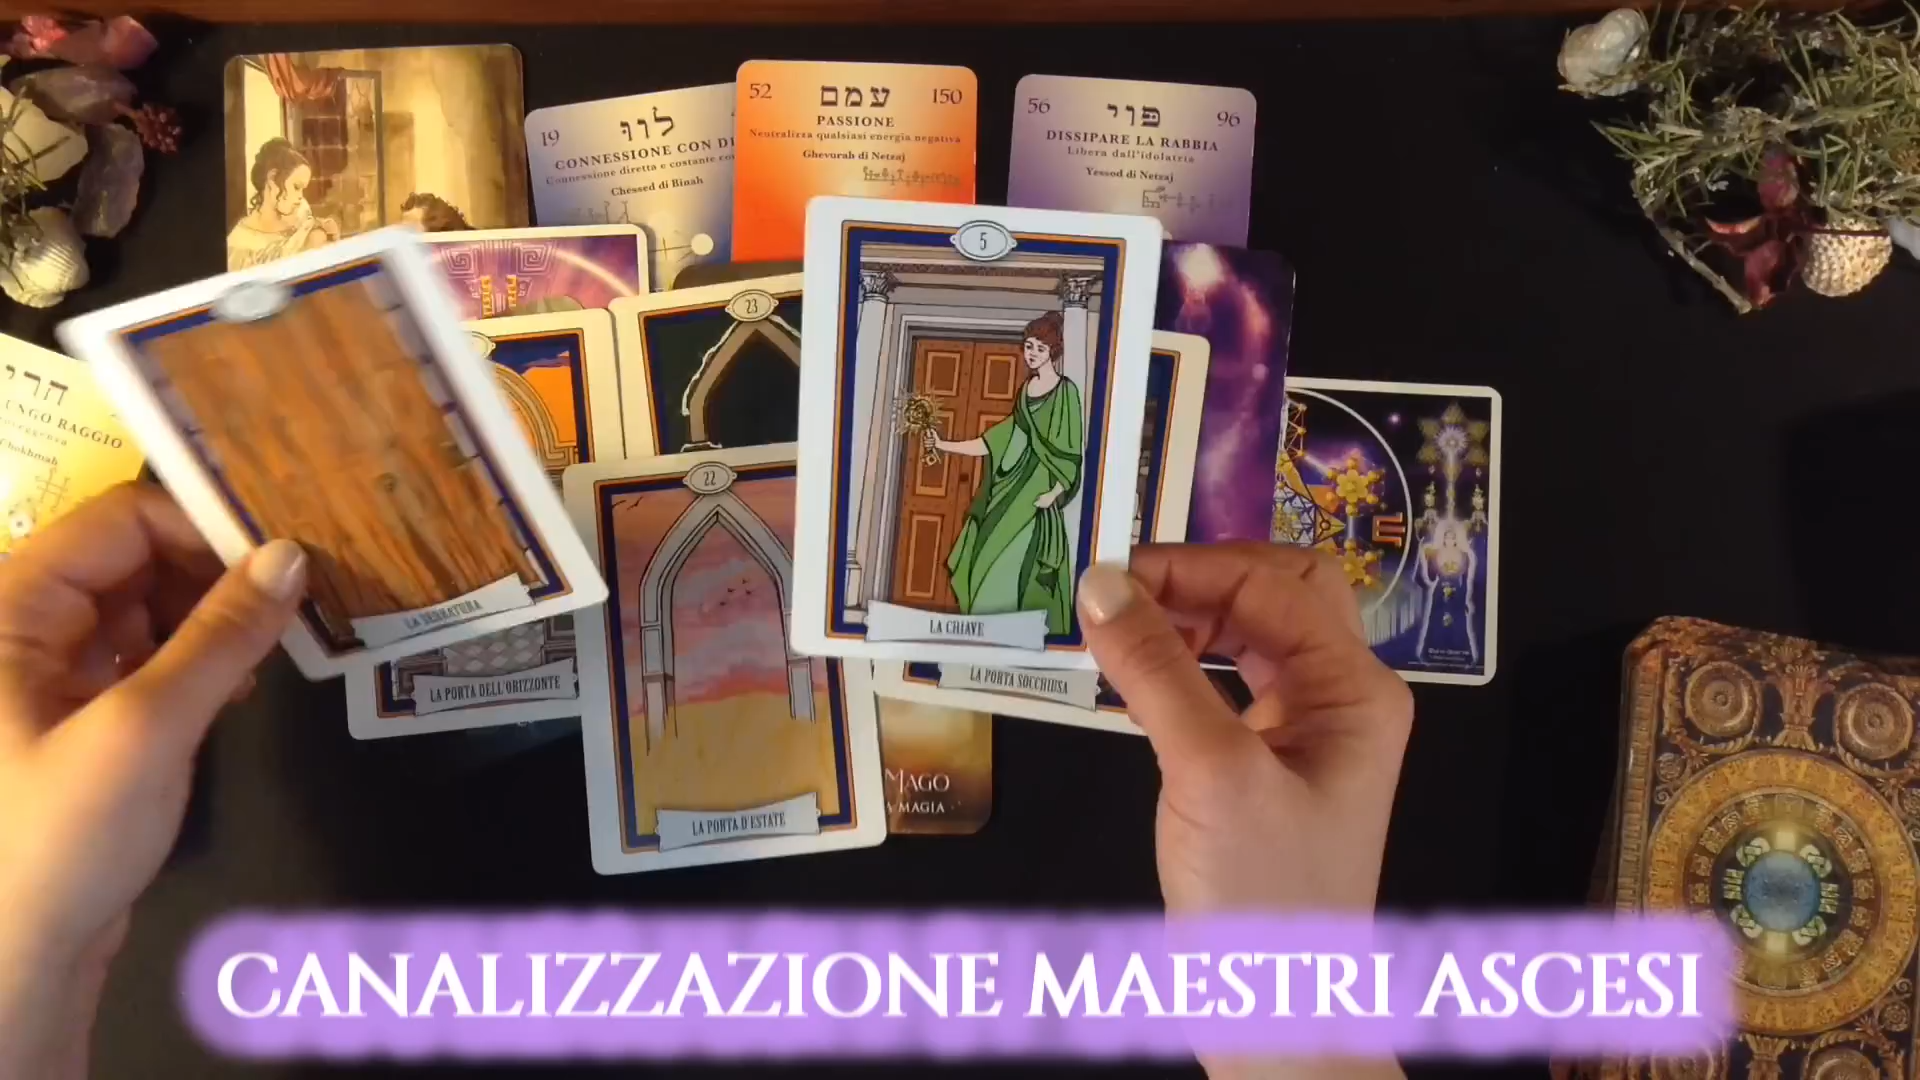 19
לוו
CONNESSIONE CON
Connessione diretta e costante
Chessed di Binah
52
עמם
150
PASSIONE
Neutralizza qualsiasi energia negativa
Ghevurah di Netzaj
56
פוי
96
DISSIPARE LA RABBIA
Libera dall'idolatria
Yessod di Netzaj
הרי
RAGGIO
Chokhmah
LA SERRATURA
23
5
LA CHIAVE
LA PORTA DELL'ORIZZONTE
22
LA PORTA D'ESTATE
LA PORTA SOCCHIUSA
MAGO
MAGIA
CANALIZZAZIONE MAESTRI ASCESI